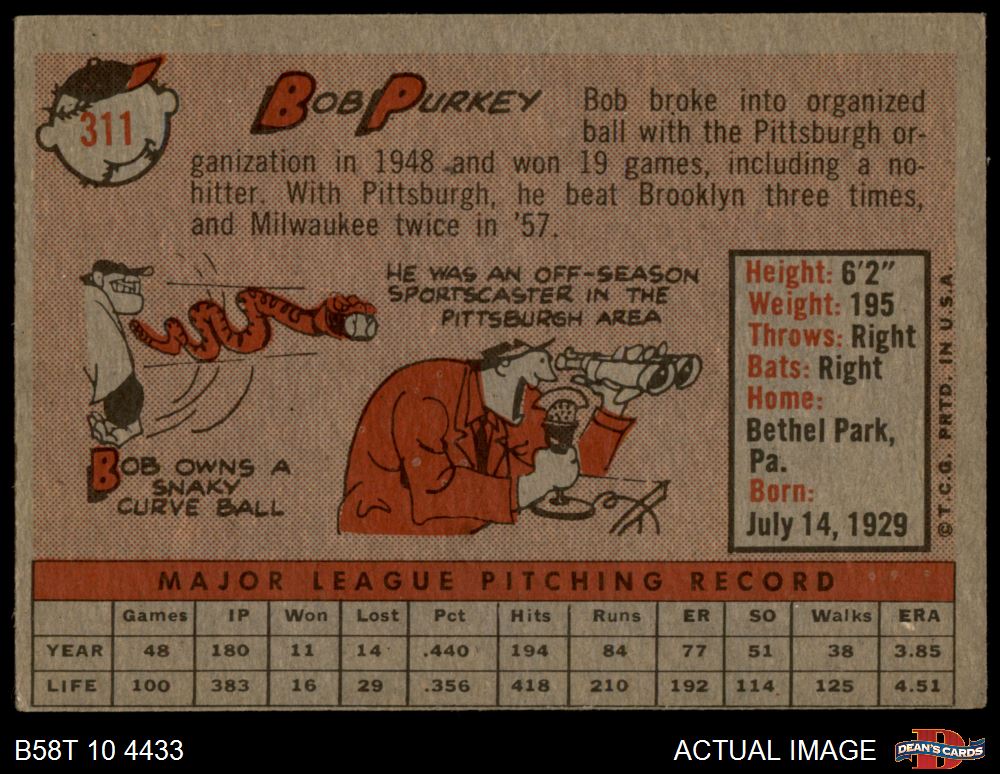 311
BOB PURKEY
Bob broke into organized
ball with the Pittsburgh or-
ganization in 1948 and won 19 games, including a no-
hitter. With Pittsburgh, he beat Brooklyn three times,
and Milwaukee twice in '57.
HE WAS AN OFF-SEASON
SPORTSCASTER IN THE
PITTSBURGH AREA
BOB OWNS A
SNAKY
CURVE BALL
Height: 6'2"
Weight: 195
Throws: Right
Bats: Right
Home:
Bethel Park,
Pa.
Born:
July 14, 1929
© T.C.G. PRTD. IN U.S.A.
MAJOR LEAGUE PITCHING RECORD
Games IP Won Lost Pct Hits Runs ER SO Walks ERA
YEAR 48 180 11 14 .440 194 84 77 51 38 3.85
LIFE 100 383 16 29 .356 418 210 192 114 125 4.51
B58T 10 4433
ACTUAL IMAGE
D
DEAN'S CARDS